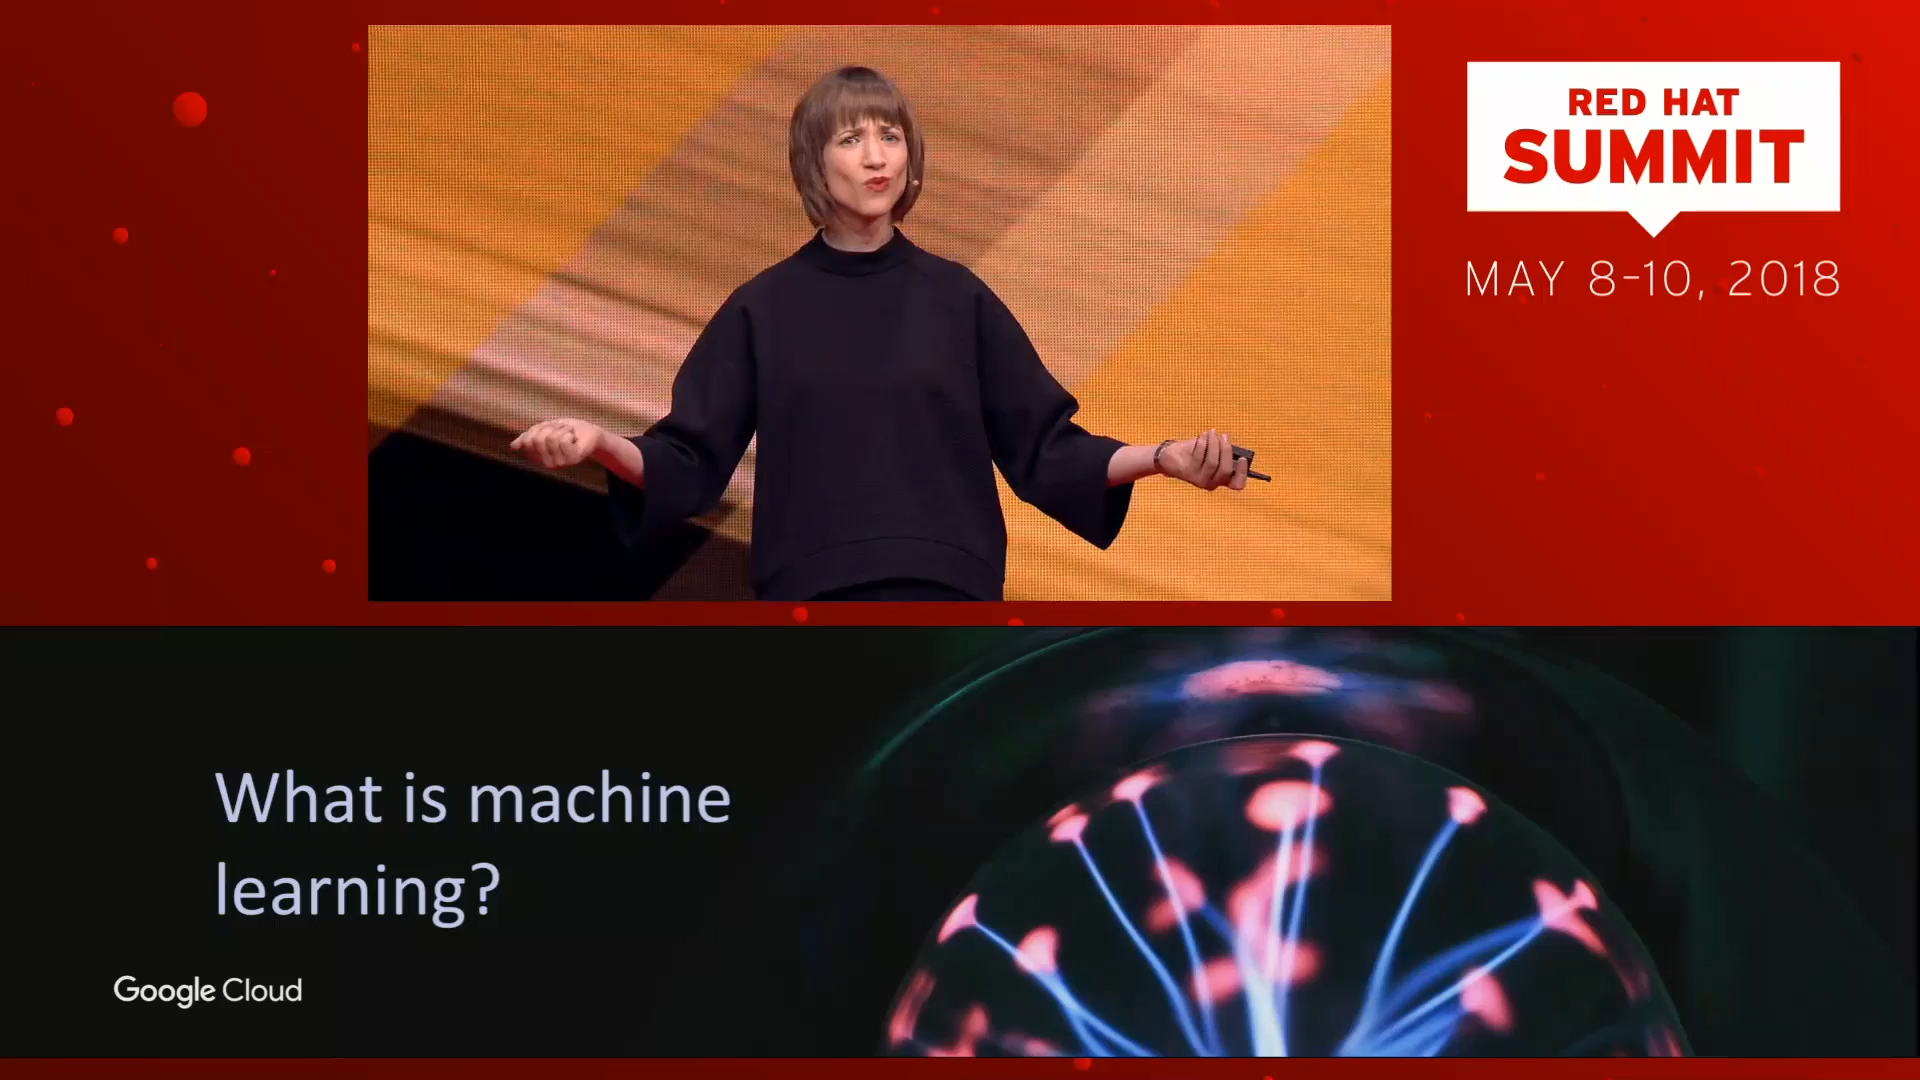 RED HAT
SUMMIT
MAY 8-10, 2018
What is machine
learning?
Google Cloud